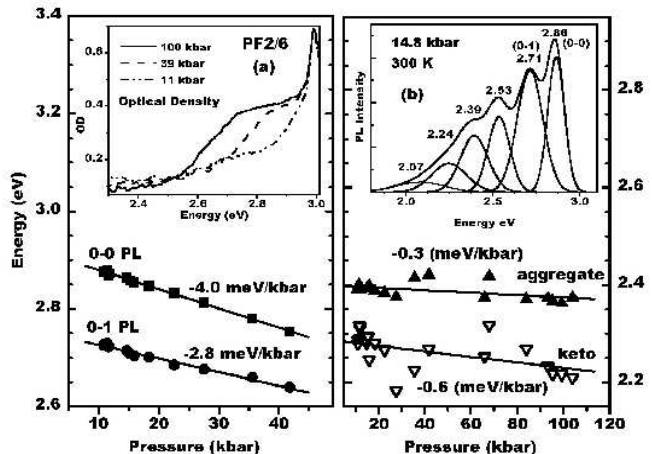 PF2/6
(a)
100 kbar
39 kbar
11 kbar
Optical Density
0.6
0.4
0.2
OD
2.4 2.6 2.8 3.0
Energy (eV)
14.8 kbar
300 K
(b)
2.86
(0-0)
(0-1)
2.71
2.53
2.39
2.24
2.07
PL Intensity
2.0 2.5 3.0
Energy eV
3.4
3.2
3.0
2.8
2.6
Energy (eV)
0-0 PL
-4.0 meV/kbar
0-1 PL
-2.8 meV/kbar
10 20 30 40
Pressure (kbar)
-0.3 (meV/kbar)
aggregate
keto
-0.6 (meV/kbar)
2.8
2.6
2.4
2.2
20 40 60 80 100 120
Pressure (kbar)